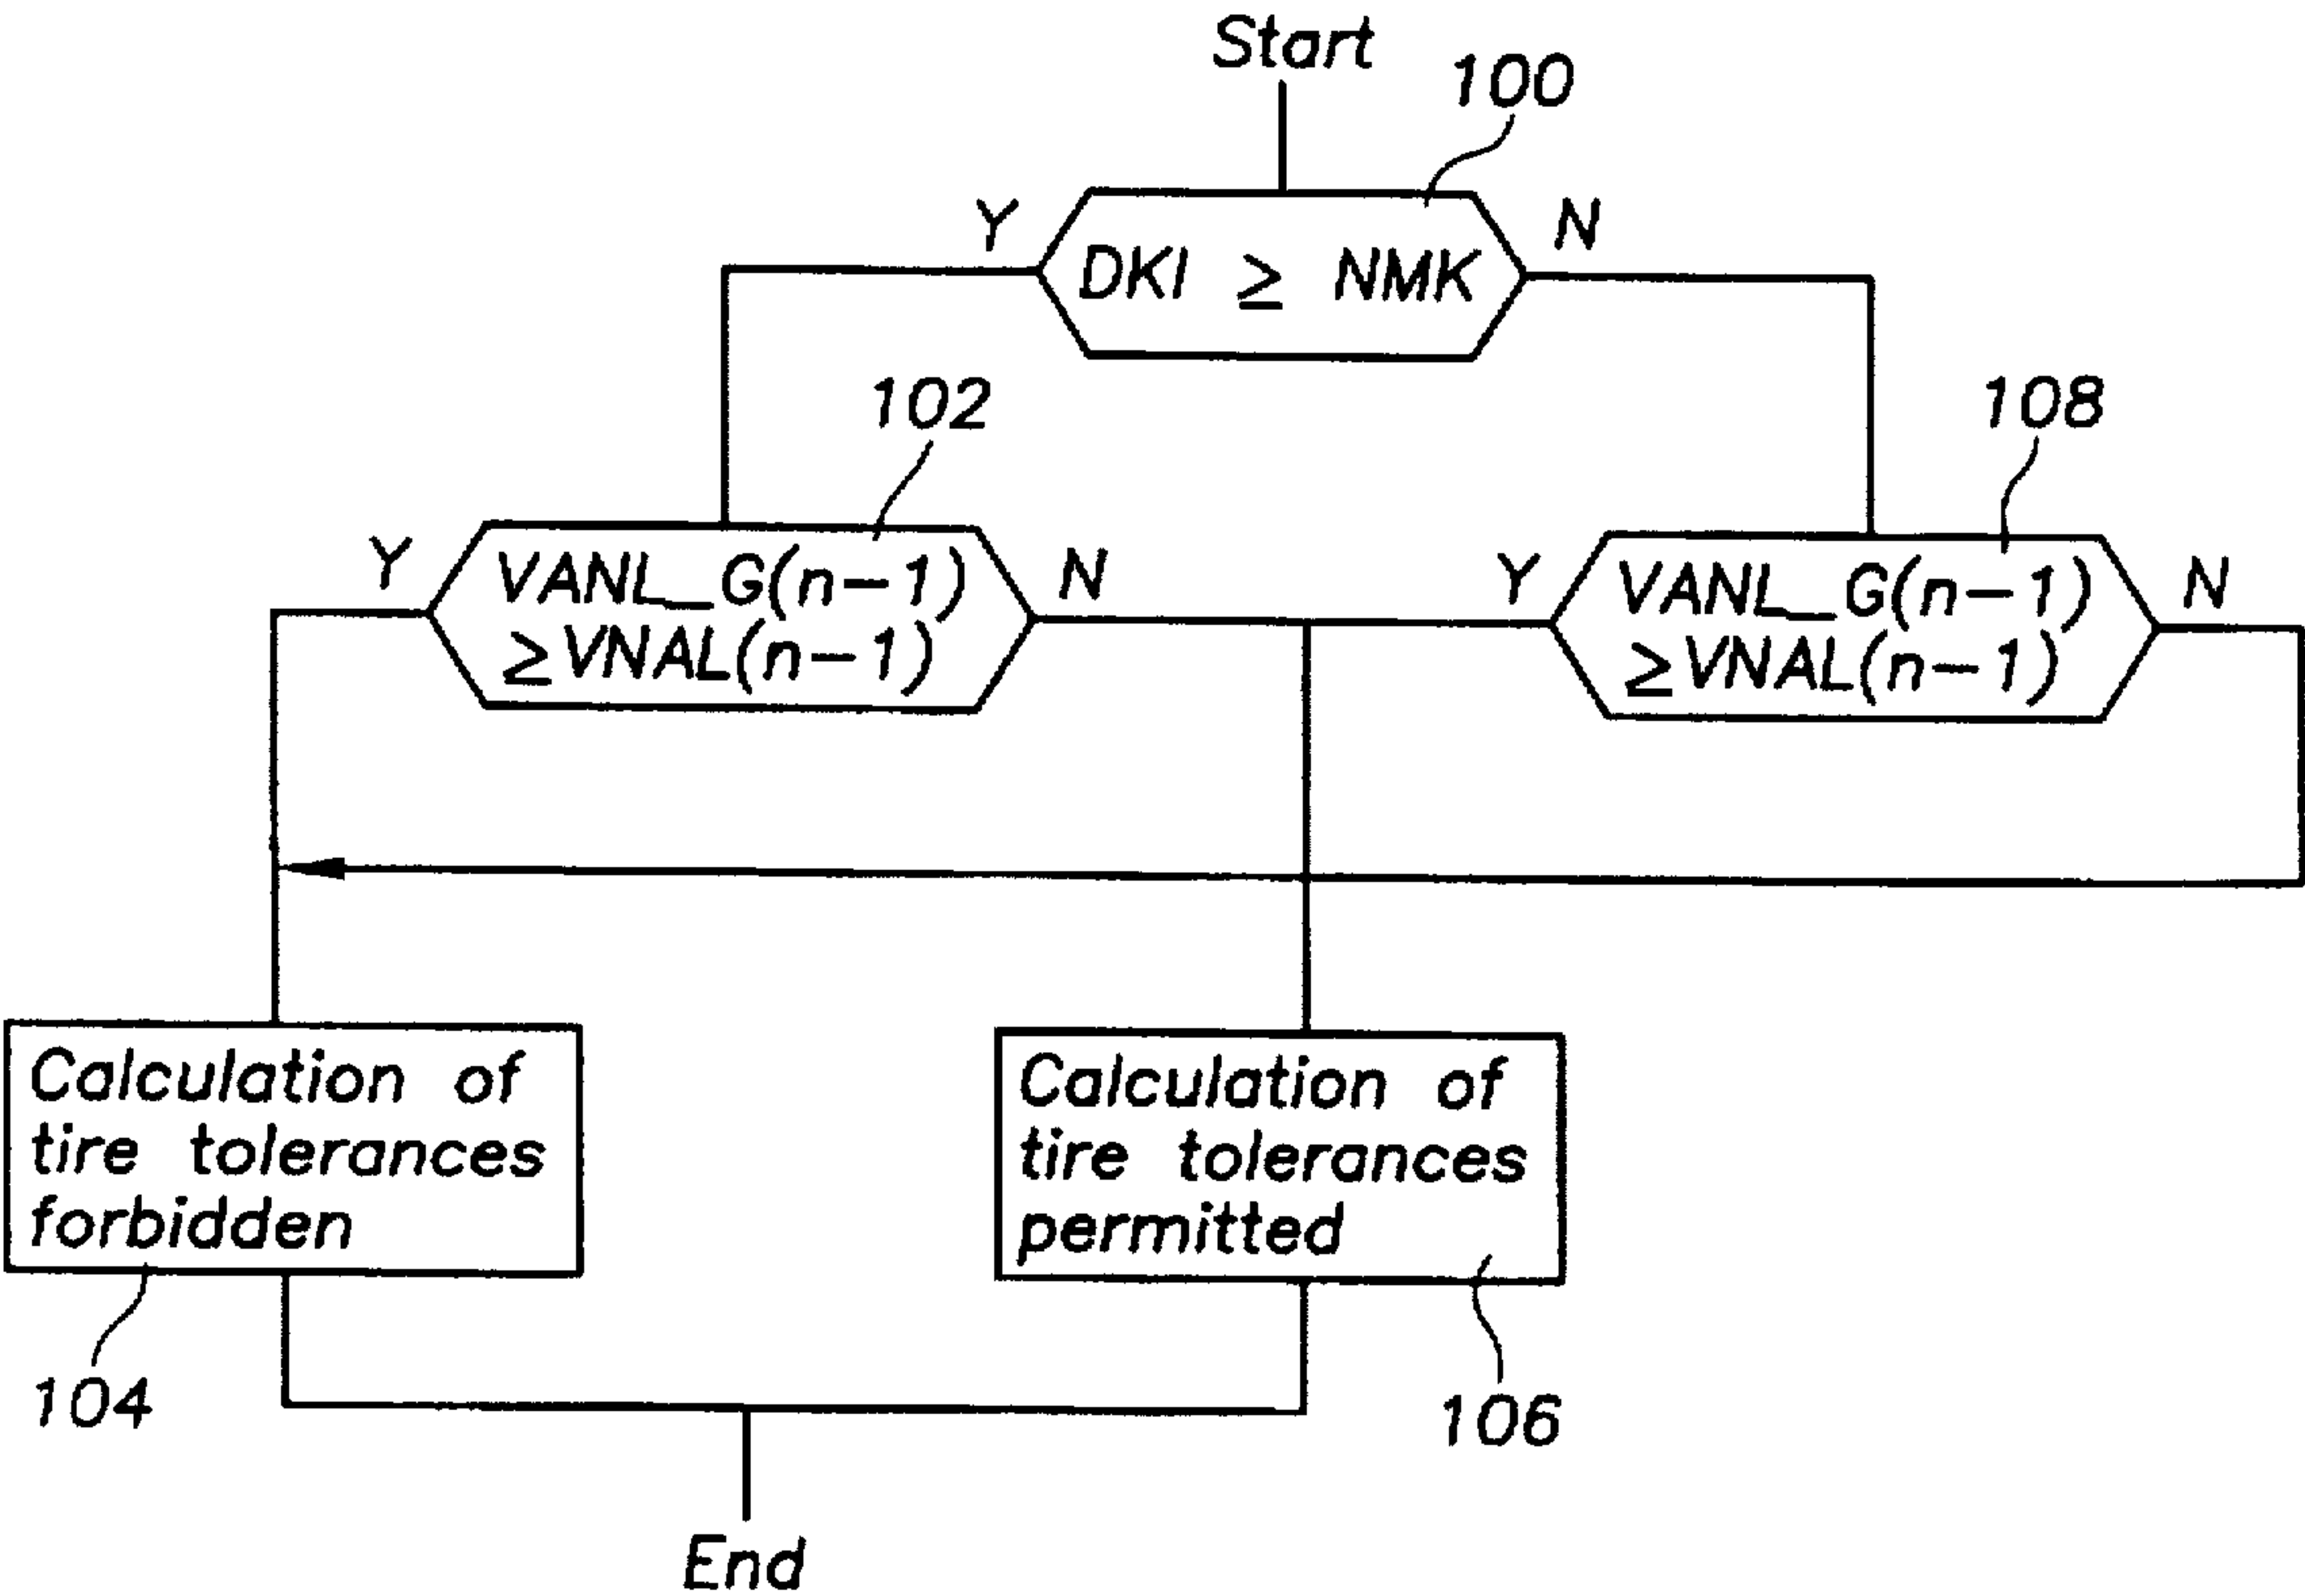 Start
100
Y
N
DKI ≥ NMK
102
108
Y
VANL_G(n-1)
≥VNAL(n-1)
N
Y
VANL_G(n-1)
≥VNAL(n-1)
N
Calculation of
tire tolerances
forbidden
Calculation of
tire tolerances
permitted
104
106
End